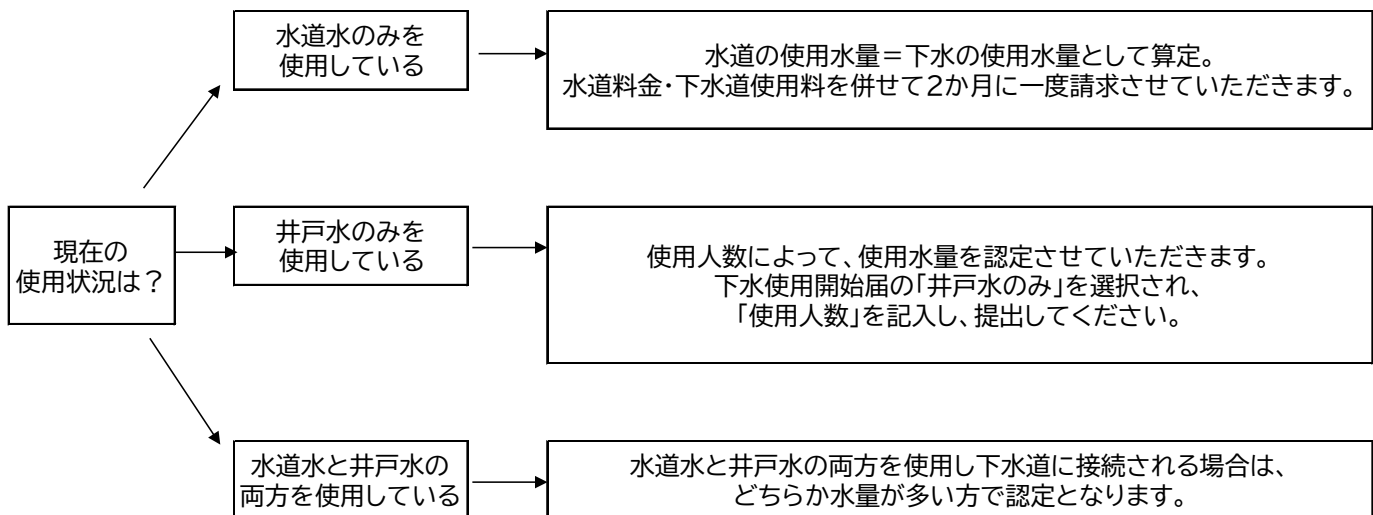 水道水のみを
使用している
水道の使用水量＝下水の使用水量として算定。
水道料金・下水道使用料を併せて２か月に一度請求させていただきます。
現在の
使用状況は？
井戸水のみを
使用している
使用人数によって、使用水量を認定させていただきます。
下水使用開始届の「井戸水のみ」を選択され、
「使用人数」を記入し、提出してください。
水道水と井戸水の
両方を使用している
水道水と井戸水の両方を使用し下水道に接続される場合は、
どちらか水量が多い方で認定となります。